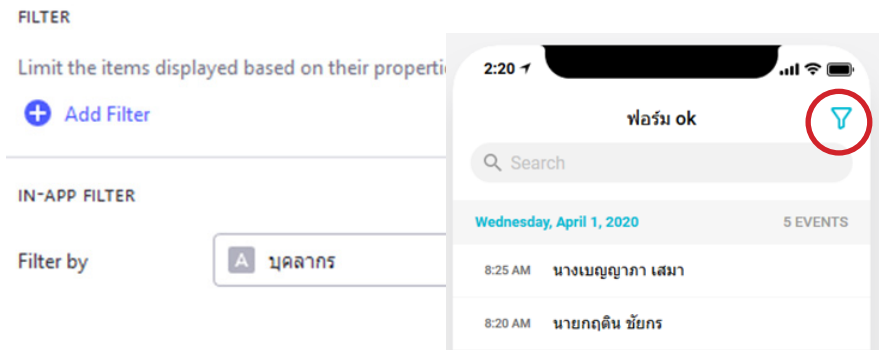 FILTER
Limit the items displayed based on their
Add Filter
IN-APP FILTER
Filter by
A บุคลากร
2:20
ฟอร์ม ok
Search
Wednesday, April 1, 2020 5 EVENTS
8:25 AM นางเบญญาภา เสมา
8:20 AM นายกฤติน ชัยกร